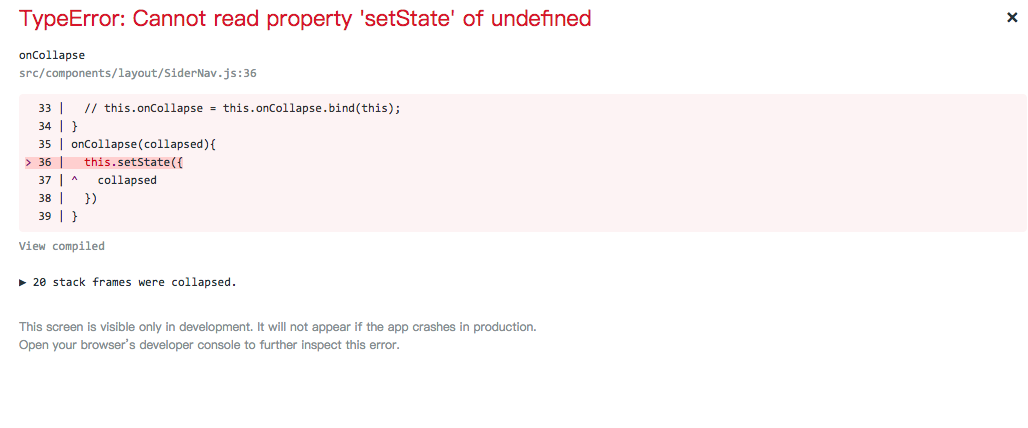 TypeError: Cannot read property 'setState' of undefined
×
onCollapse
src/components/layout/SiderNav.js:36
33 |   // this.onCollapse = this.onCollapse.bind(this);
34 | }
35 | onCollapse(collapsed){
> 36 |   this.setState({
37 | ^   collapsed
38 |   })
39 | }
View compiled
▶ 20 stack frames were collapsed.
This screen is visible only in development. It will not appear if the app crashes in production.
Open your browser's developer console to further inspect this error.